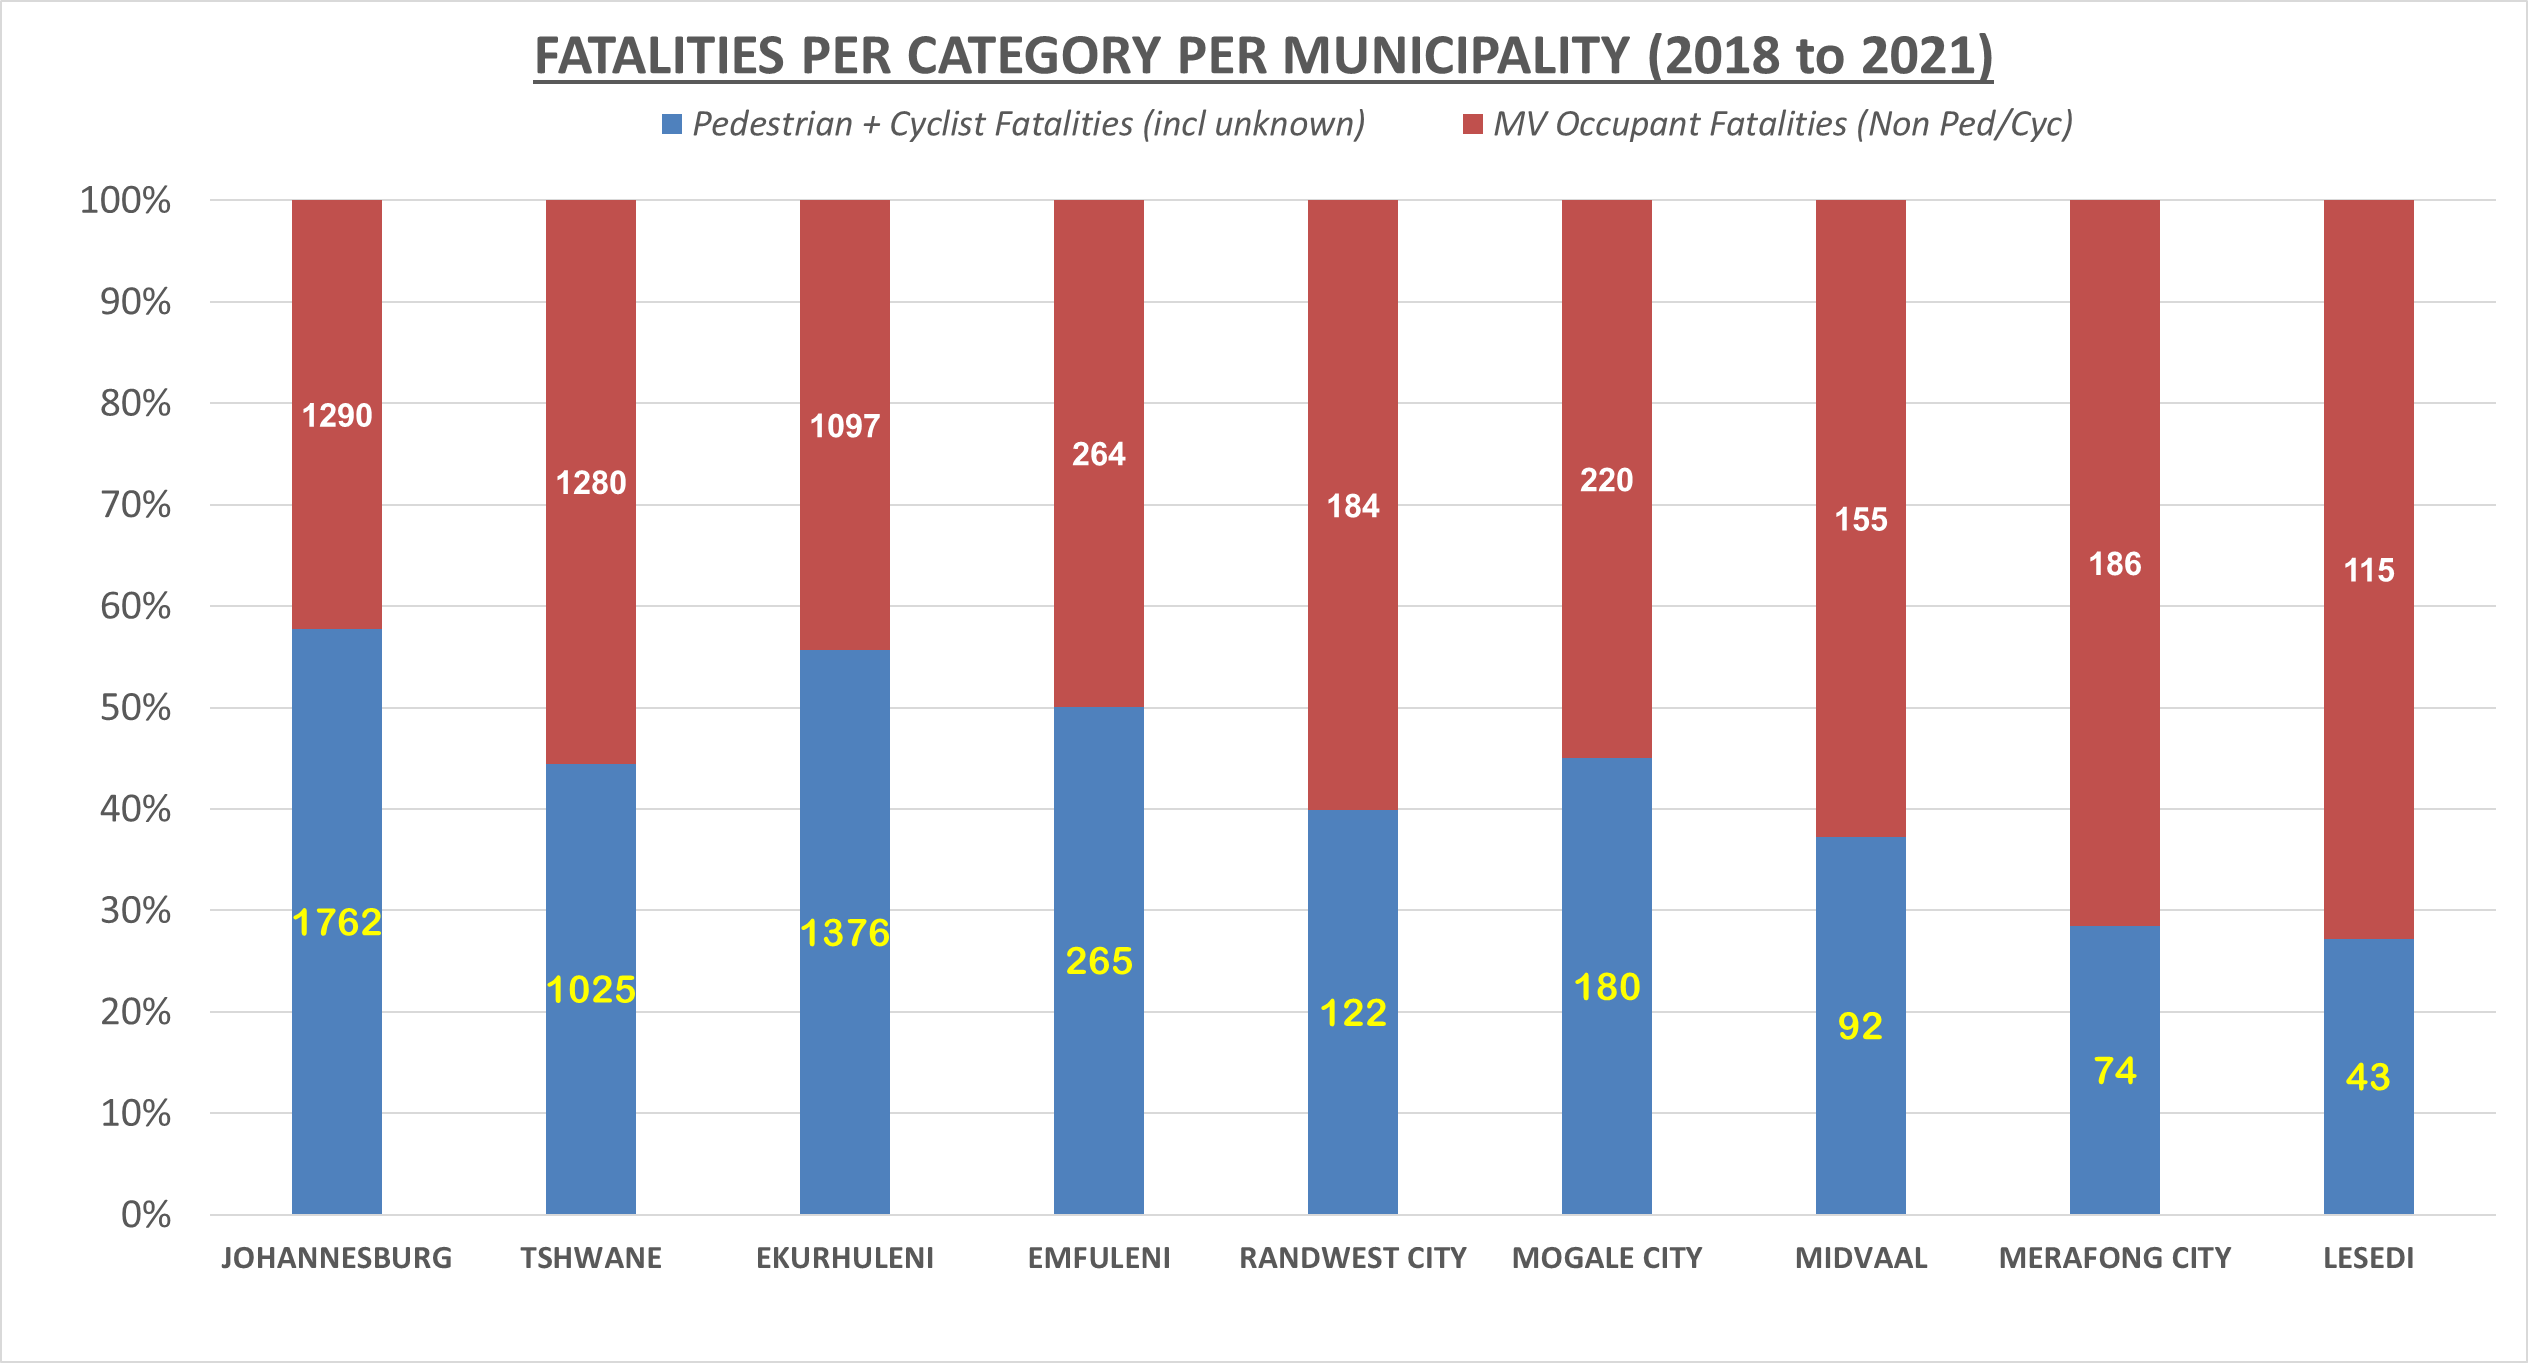 FATALITIES PER CATEGORY PER MUNICIPALITY (2018 to 2021)
Pedestrian + Cyclist Fatalities (incl unknown) MV Occupant Fatalities (Non Ped/Cyc)
100%
90%
80%
70%
60%
50%
40%
30%
20%
10%
0%
1290 1280 1097 264 184 220 155 186 115
1762 1025 1376 265 122 180 92 74 43
JOHANNESBURG TSHWANE EKURHULENI EMFULENI RANDWEST CITY MOGALE CITY MIDVAAL MERAFONG CITY LESEDI